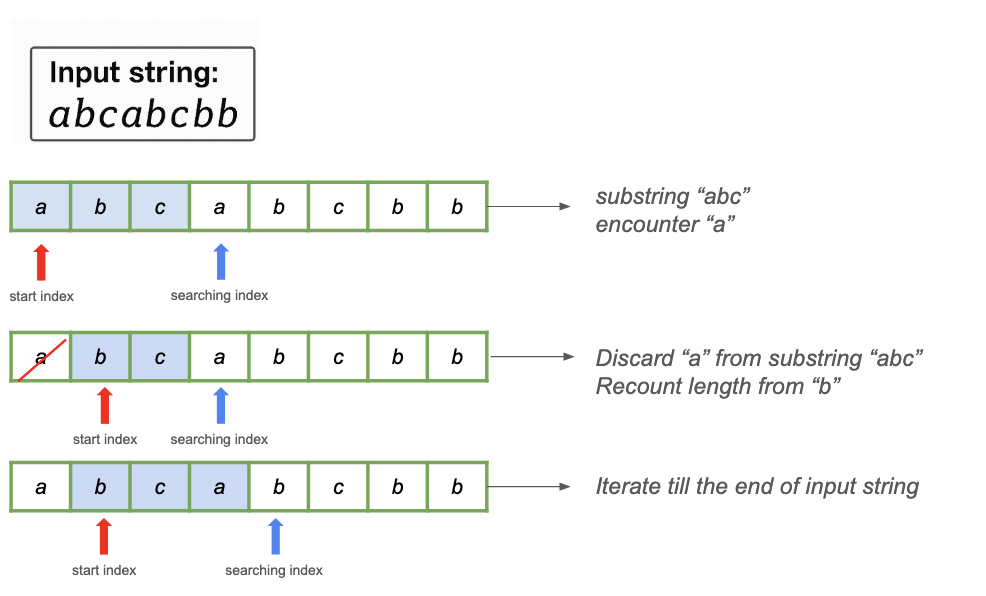 Input string:
abcabcbb
a b c a b c b b
substring “abc”
encounter “a”
start index
searching index
a b c a b c b b
Discard “a” from substring “abc”
Recount length from “b”
start index
searching index
a b c a b c b b
Iterate till the end of input string
start index
searching index